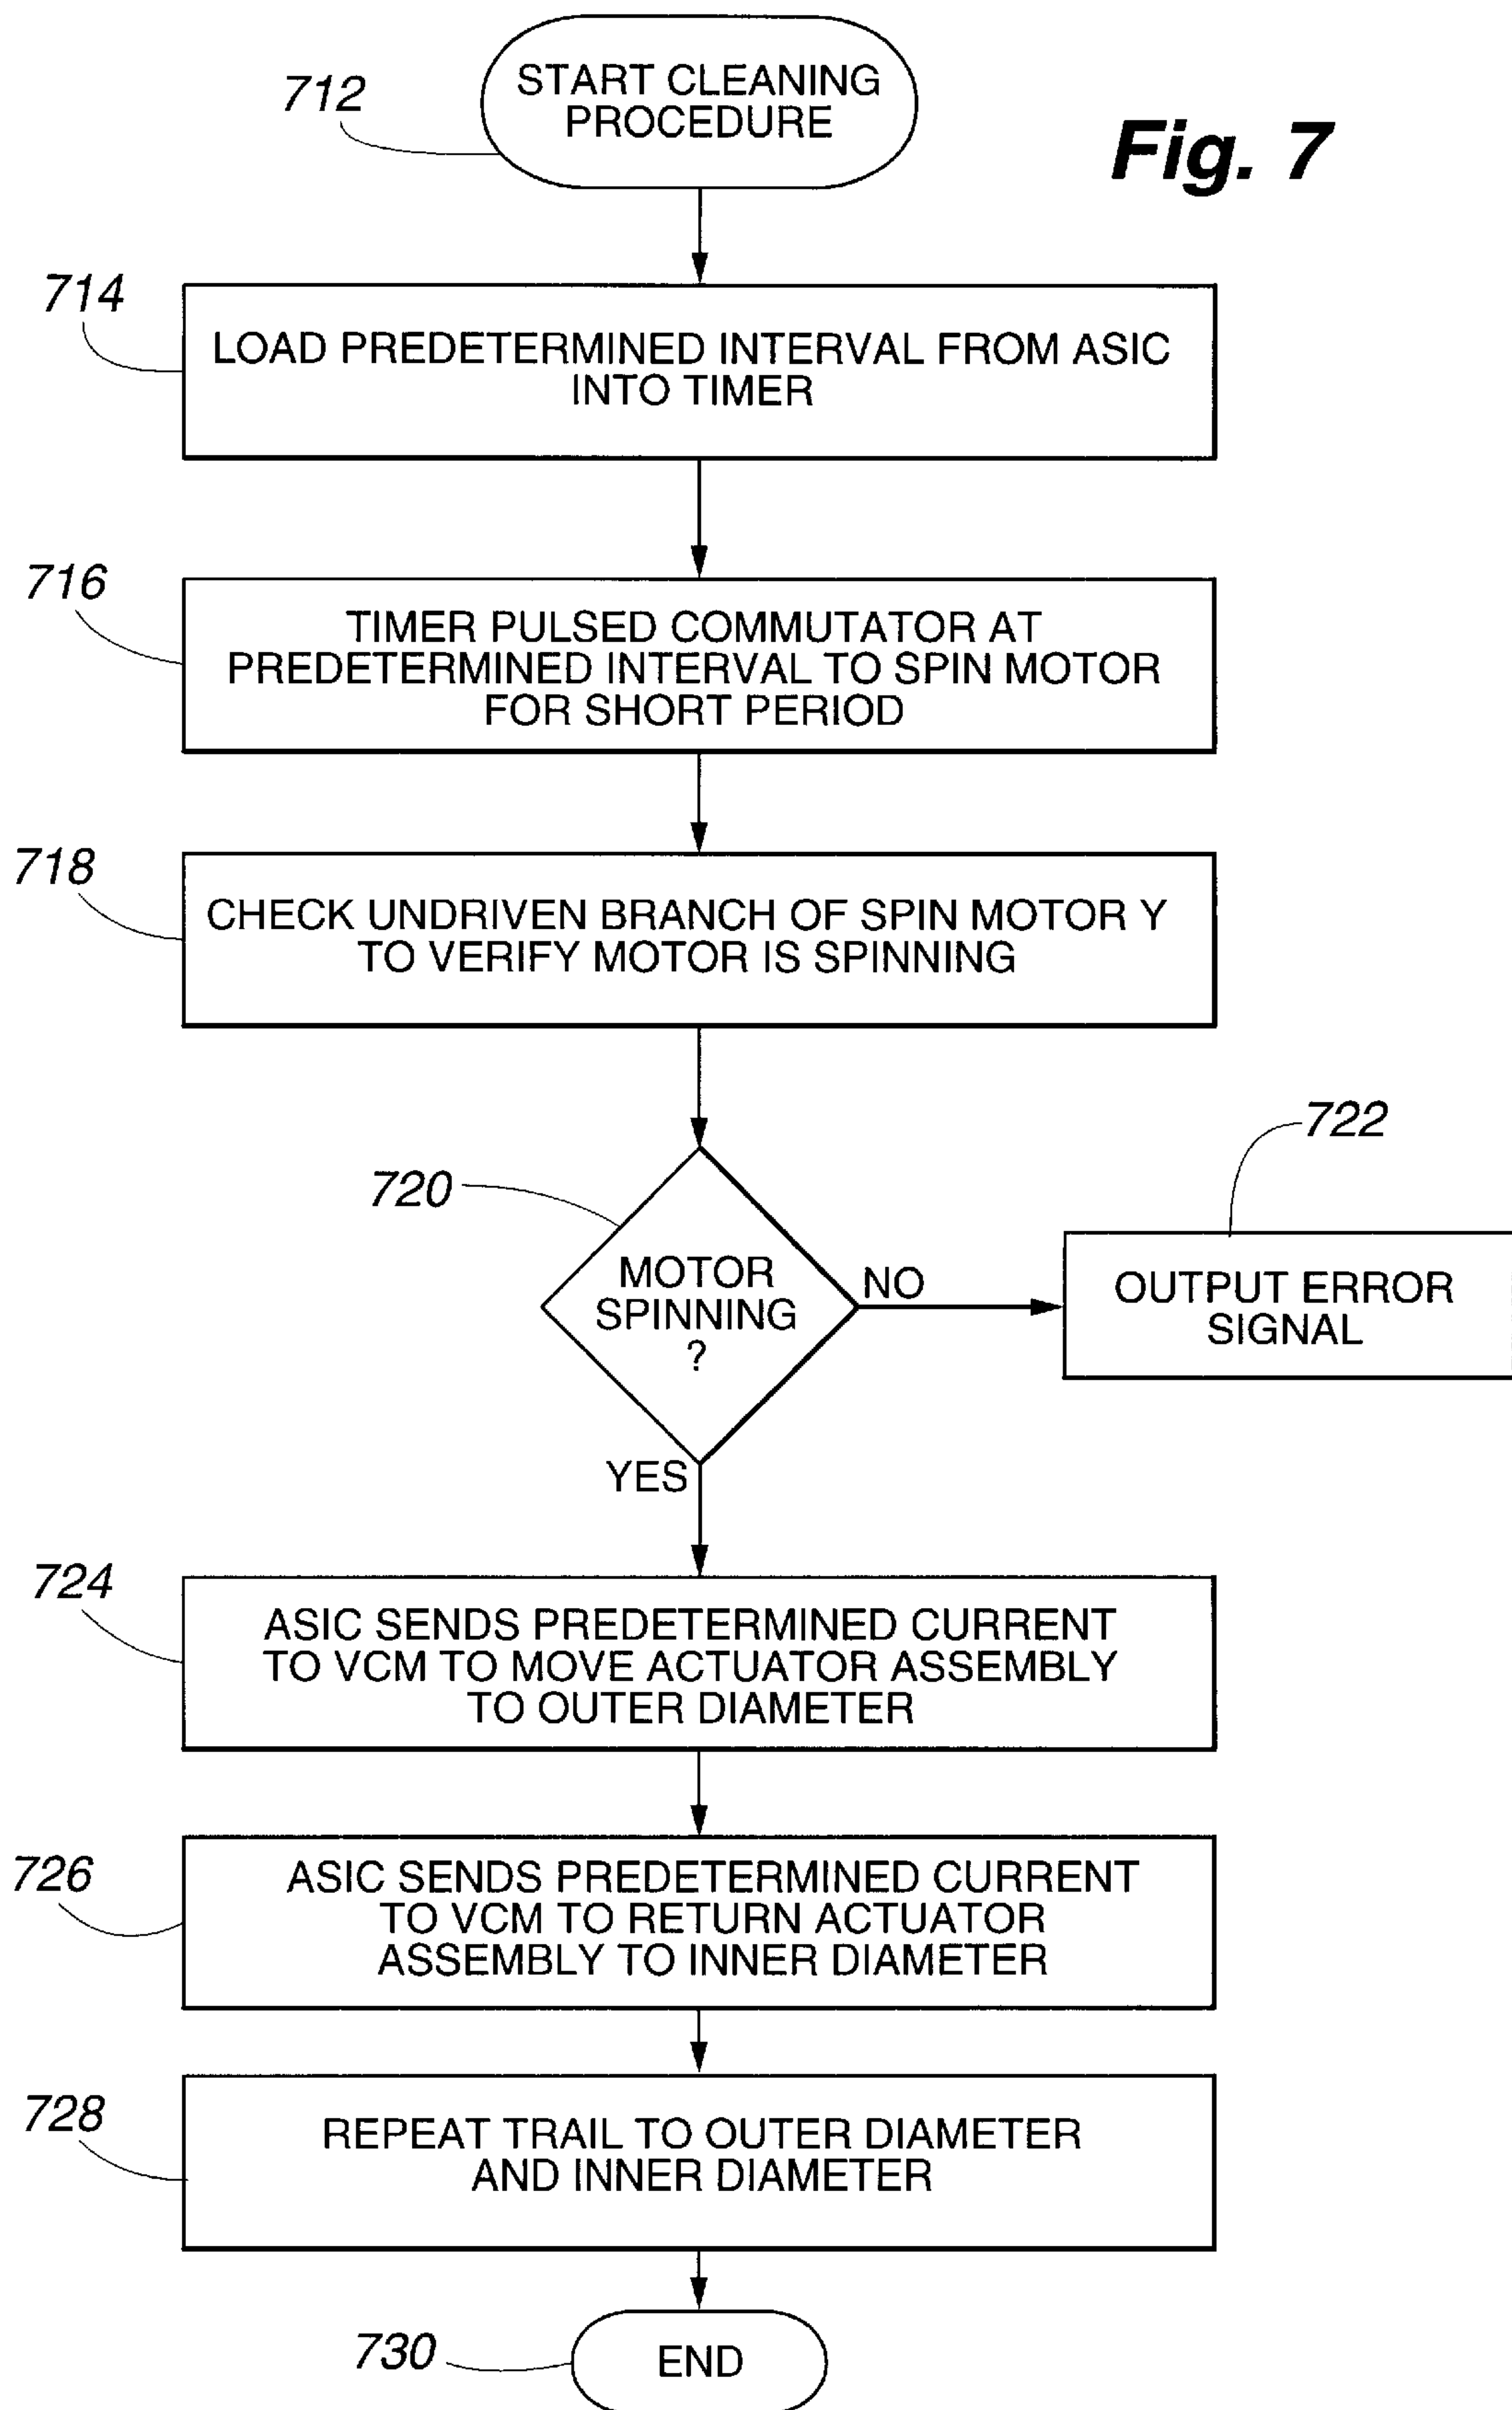 712
START CLEANING
PROCEDURE
Fig. 7
714
LOAD PREDETERMINED INTERVAL FROM ASIC
INTO TIMER
716
TIMER PULSED COMMUTATOR AT
PREDETERMINED INTERVAL TO SPIN MOTOR
FOR SHORT PERIOD
718
CHECK UNDRIVEN BRANCH OF SPIN MOTOR Y
TO VERIFY MOTOR IS SPINNING
720
MOTOR
SPINNING
?
NO
722
OUTPUT ERROR
SIGNAL
YES
724
ASIC SENDS PREDETERMINED CURRENT
TO VCM TO MOVE ACTUATOR ASSEMBLY
TO OUTER DIAMETER
726
ASIC SENDS PREDETERMINED CURRENT
TO VCM TO RETURN ACTUATOR
ASSEMBLY TO INNER DIAMETER
728
REPEAT TRAIL TO OUTER DIAMETER
AND INNER DIAMETER
730
END